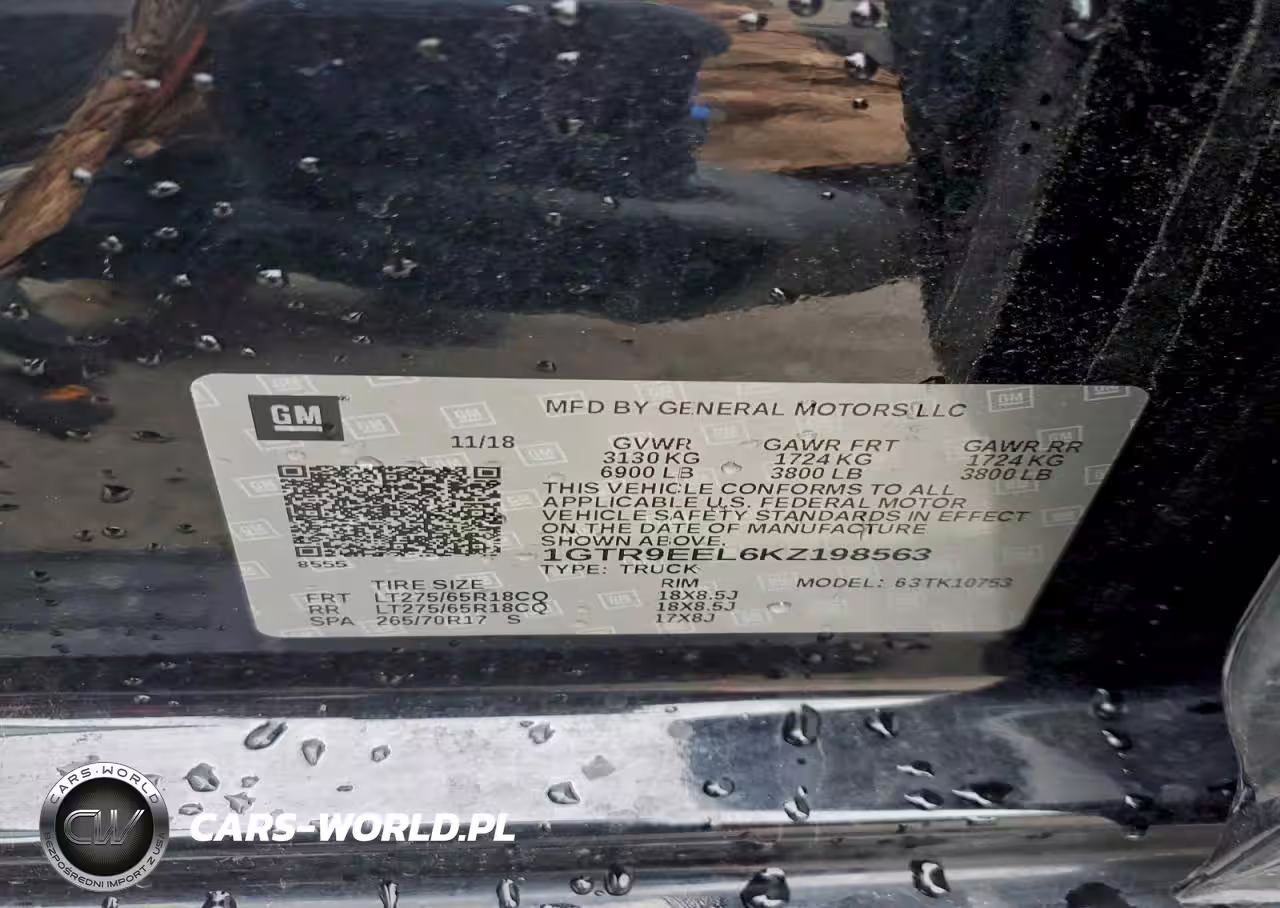 GM
MFD BY GENERAL MOTORS LLC
11/18
GVWR GAWR FRT GAWR RR
3130 KG 1724 KG 1724 KG
6900 LB 3800 LB 3800 LB
THIS VEHICLE CONFORMS TO ALL
APPLICABLE U.S. FEDERAL MOTOR
VEHICLE SAFETY STANDARDS IN EFFECT
ON THE DATE OF MANUFACTURE
SHOWN ABOVE.
8555
1GTR9EEL6KZ198563
TYPE: TRUCK
TIRE SIZE RIM MODEL: 63TK10753
FRT LT275/65R18CQ 18X8.5J
RR LT275/65R18CQ 18X8.5J
SPA 265/70R17 S 17X8J
CARS-WORLD
CW
BEZPOŚREDNI IMPORT Z USA
CARS-WORLD.PL